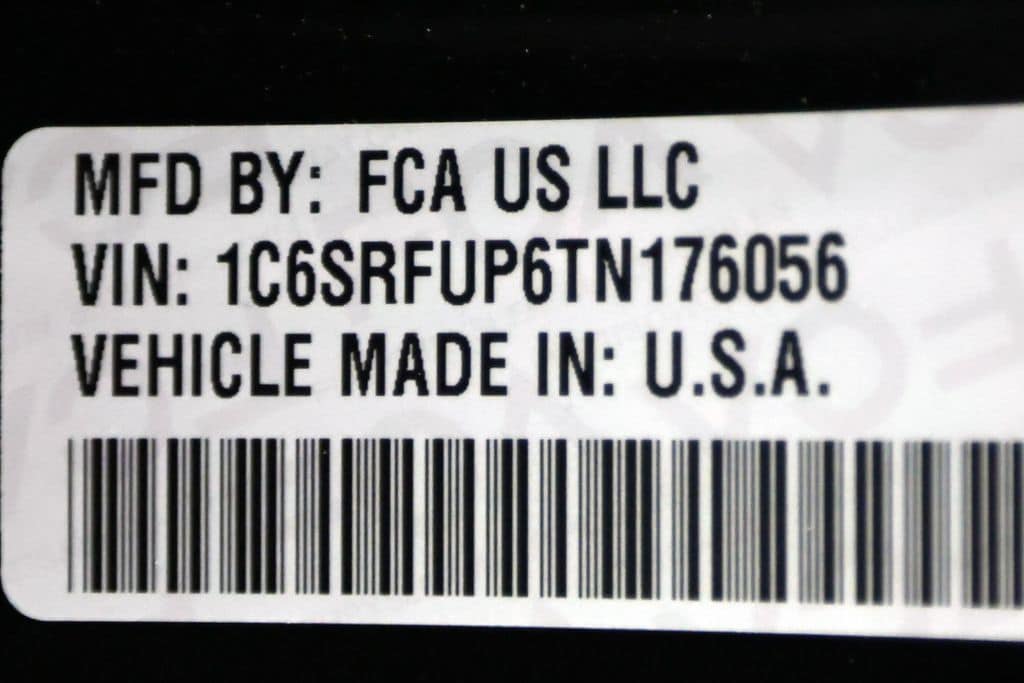 MFD BY: FCA US LLC
VIN: 1C6SRFUP6TN176056
VEHICLE MADE IN: U.S.A.